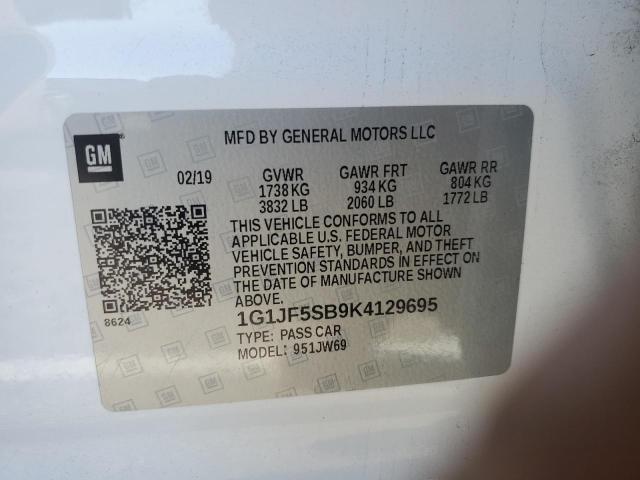 GM
MFD BY GENERAL MOTORS LLC
02/19 GVWR GAWR FRT GAWR RR
1738 KG 934 KG 804 KG
3832 LB 2060 LB 1772 LB
THIS VEHICLE CONFORMS TO ALL
APPLICABLE U.S. FEDERAL MOTOR
VEHICLE SAFETY, BUMPER, AND THEFT
PREVENTION STANDARDS IN EFFECT ON
THE DATE OF MANUFACTURE SHOWN
ABOVE.
8624
1G1JF5SB9K4129695
TYPE: PASS CAR
MODEL: 951JW69